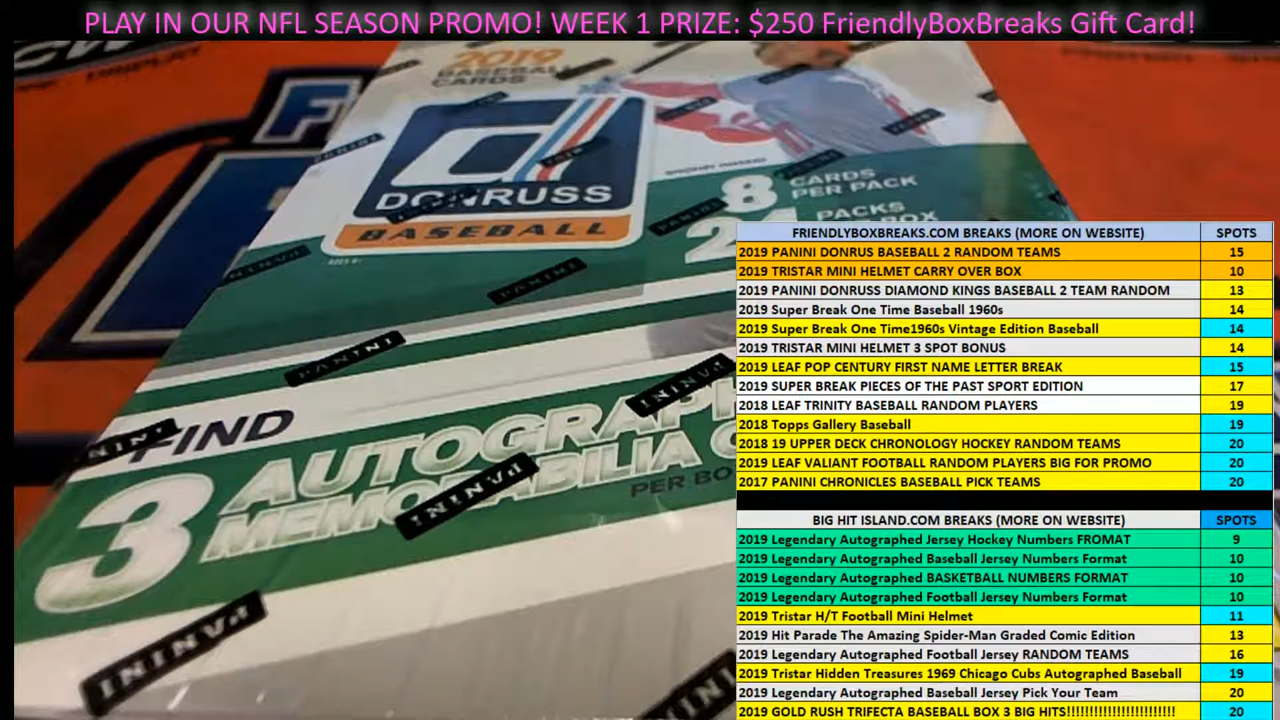 PLAY IN OUR NFL SEASON PROMO! WEEK 1 PRIZE: $250 FriendlyBoxBreaks Gift Card!
DISPLAY
2019
BASEBALL
CARDS
DONRUSS
BASEBALL
8 CARDS
PER PACK
PACKS
BOX
PANINI
PANINI
PANINI
FIND
3 AUTOGRAPH
MEMORABILIA
PER BO
PANINI
PANINI
PANINI
FRIENDLYBOXBREAKS.COM BREAKS (MORE ON WEBSITE) SPOTS
2019 PANINI DONRUS BASEBALL 2 RANDOM TEAMS 15
2019 TRISTAR MINI HELMET CARRY OVER BOX 10
2019 PANINI DONRUSS DIAMOND KINGS BASEBALL 2 TEAM RANDOM 13
2019 Super Break One Time Baseball 1960s 14
2019 Super Break One Time1960s Vintage Edition Baseball 14
2019 TRISTAR MINI HELMET 3 SPOT BONUS 14
2019 LEAF POP CENTURY FIRST NAME LETTER BREAK 15
2019 SUPER BREAK PIECES OF THE PAST SPORT EDITION 17
2018 LEAF TRINITY BASEBALL RANDOM PLAYERS 19
2018 Topps Gallery Baseball 19
2018 19 UPPER DECK CHRONOLOGY HOCKEY RANDOM TEAMS 20
2019 LEAF VALIANT FOOTBALL RANDOM PLAYERS BIG FOR PROMO 20
2017 PANINI CHRONICLES BASEBALL PICK TEAMS 20
BIG HIT ISLAND.COM BREAKS (MORE ON WEBSITE) SPOTS
2019 Legendary Autographed Jersey Hockey Numbers FROMAT 9
2019 Legendary Autographed Baseball Jersey Numbers Format 10
2019 Legendary Autographed BASKETBALL NUMBERS FORMAT 10
2019 Legendary Autographed Football Jersey Numbers Format 10
2019 Tristar H/T Football Mini Helmet 11
2019 Hit Parade The Amazing Spider-Man Graded Comic Edition 13
2019 Legendary Autographed Football Jersey RANDOM TEAMS 16
2019 Tristar Hidden Treasures 1969 Chicago Cubs Autographed Baseball 19
2019 Legendary Autographed Baseball Jersey Pick Your Team 20
2019 GOLD RUSH TRIFECTA BASEBALL BOX 3 BIG HITS!!!!!!!!!!!!!!!!!!!!!!!! 20